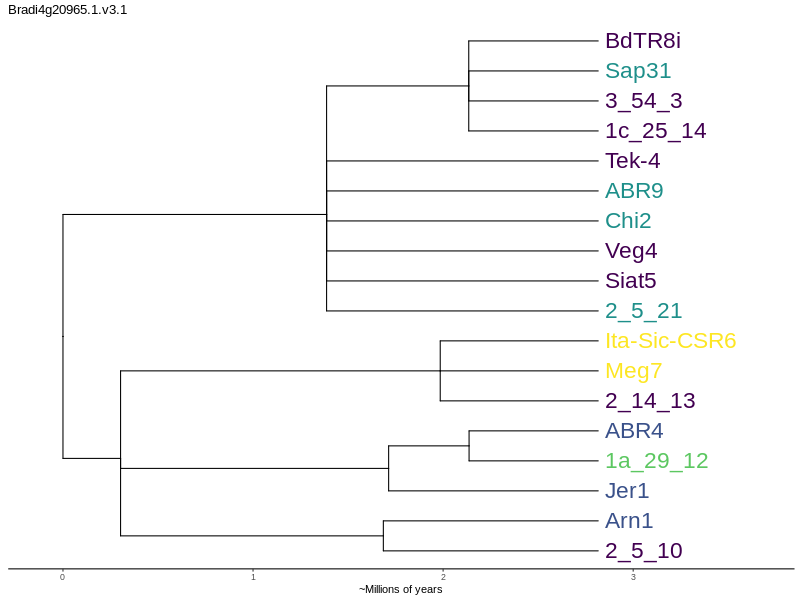 Bradi4g20965.1.v3.1
BdTR8i
Sap31
3_54_3
1c_25_14
Tek-4
ABR9
Chi2
Veg4
Siat5
2_5_21
Ita-Sic-CSR6
Meg7
2_14_13
ABR4
1a_29_12
Jer1
Arn1
2_5_10
0 1 2 3
~Millions of years